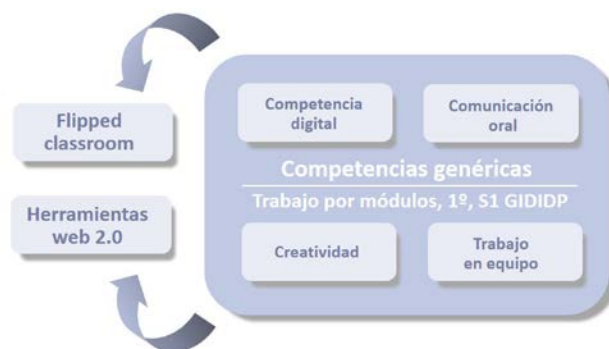 Flipped
classroom
Herramientas
web 2.0
Competencia
digital
Comunicación
oral
Competencias genéricas
Trabajo por módulos, 1º, S1 GIDIDP
Creatividad
Trabajo
en equipo